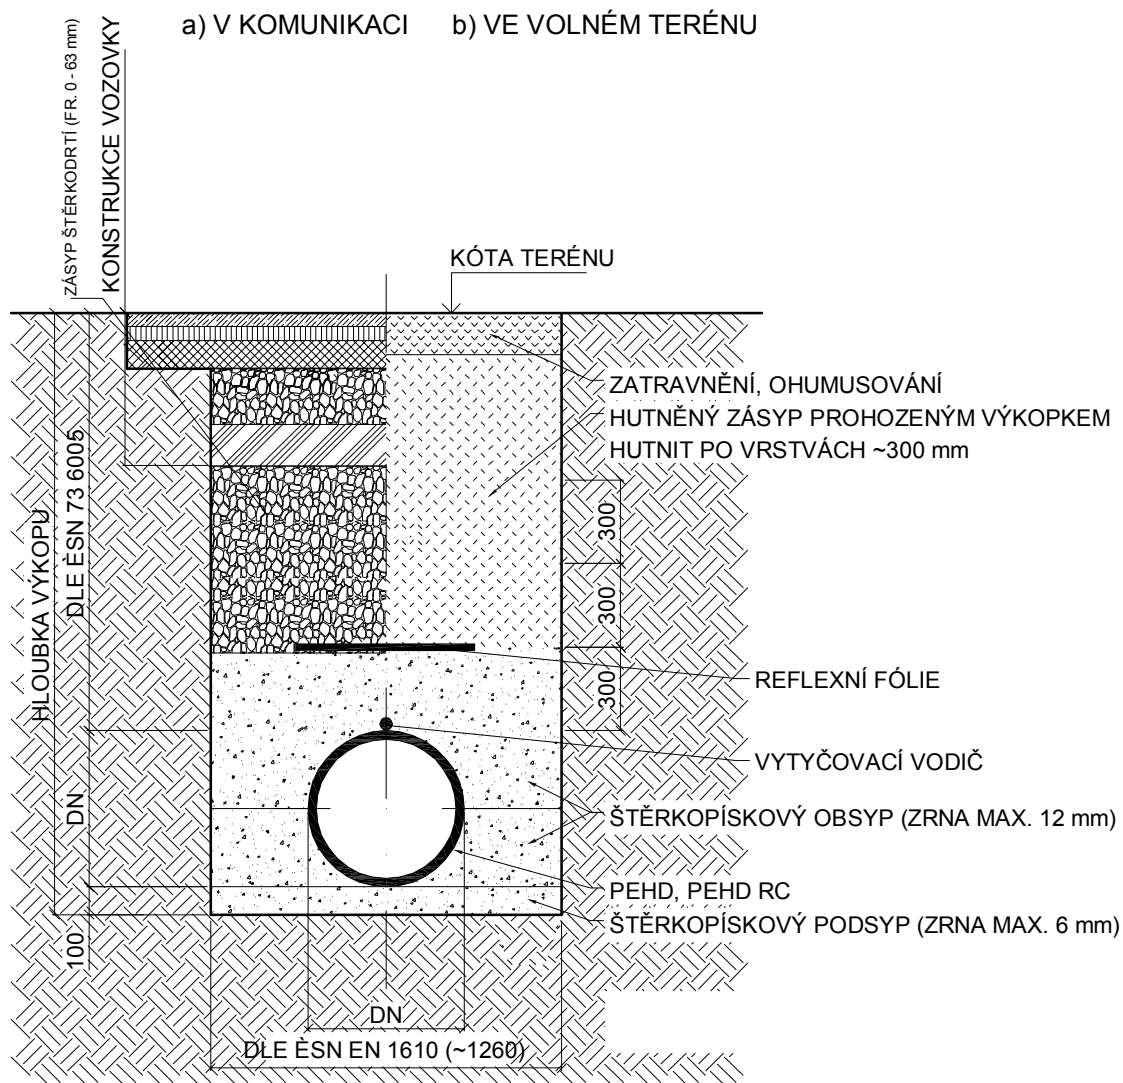 a) V KOMUNIKACI
b) VE VOLNÉM TERÉNU
ZÁSYP ŠTĚRKODRTÍ (FR. 0 - 63 mm)
KONSTRUKCE VOZOVKY
KÓTA TERÉNU
ZATRAVNĚNÍ, OHUMUSOVÁNÍ
HUTNĚNÝ ZÁSYP PROHOZENÝM VÝKOPKEM
HUTNIT PO VRSTVÁCH ~300 mm
300
300
300
HLOUBKA VÝKOPU
DLE ÈSN 73 6005
REFLEXNÍ FÓLIE
VYTYČOVACÍ VODIČ
DN
ŠTĚRKOPÍSKOVÝ OBSYP (ZRNA MAX. 12 mm)
PEHD, PEHD RC
ŠTĚRKOPÍSKOVÝ PODSYP (ZRNA MAX. 6 mm)
100
DN
DLE ÈSN EN 1610 (~1260)